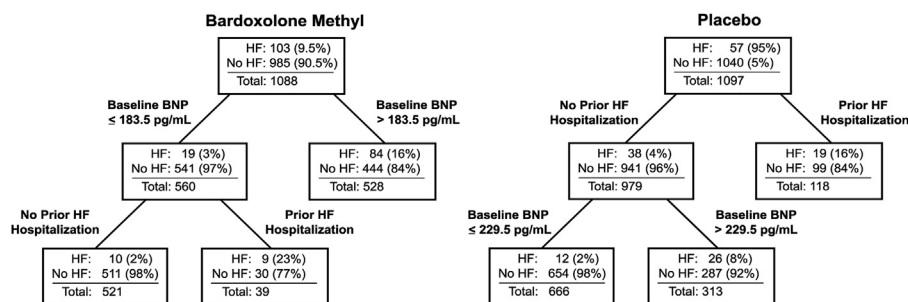 Bardoxolone Methyl
HF: 103 (9.5%)
No HF: 985 (90.5%)
Total: 1088
Baseline BNP
≤ 183.5 pg/mL
Baseline BNP
> 183.5 pg/mL
HF: 19 (3%)
No HF: 541 (97%)
Total: 560
HF: 84 (16%)
No HF: 444 (84%)
Total: 528
No Prior HF
Hospitalization
Prior HF
Hospitalization
HF: 10 (2%)
No HF: 511 (98%)
Total: 521
HF: 9 (23%)
No HF: 30 (77%)
Total: 39
Placebo
HF: 57 (95%)
No HF: 1040 (5%)
Total: 1097
No Prior HF
Hospitalization
Prior HF
Hospitalization
HF: 38 (4%)
No HF: 941 (96%)
Total: 979
HF: 19 (16%)
No HF: 99 (84%)
Total: 118
Baseline BNP
≤ 229.5 pg/mL
Baseline BNP
> 229.5 pg/mL
HF: 12 (2%)
No HF: 654 (98%)
Total: 666
HF: 26 (8%)
No HF: 287 (92%)
Total: 313